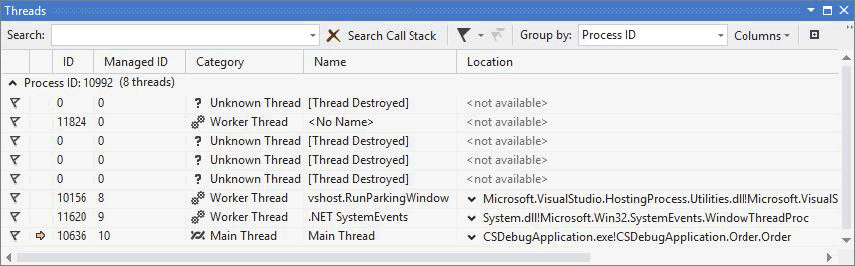 Threads
Search: Search Call Stack Group by: Process ID Columns
ID Managed ID Category Name Location
Process ID: 10992 (8 threads)
0 0 ? Unknown Thread [Thread Destroyed] <not available>
11824 0 Worker Thread <No Name> <not available>
0 0 ? Unknown Thread [Thread Destroyed] <not available>
0 0 ? Unknown Thread [Thread Destroyed] <not available>
0 0 ? Unknown Thread [Thread Destroyed] <not available>
10156 8 Worker Thread vshost.RunParkingWindow Microsoft.VisualStudio.HostingProcess.Utilities.dll!Microsoft.VisualS
11620 9 Worker Thread .NET SystemEvents System.dll!Microsoft.Win32.SystemEvents.WindowThreadProc
10636 10 Main Thread Main Thread CSDebugApplication.exe!CSDebugApplication.Order.Order